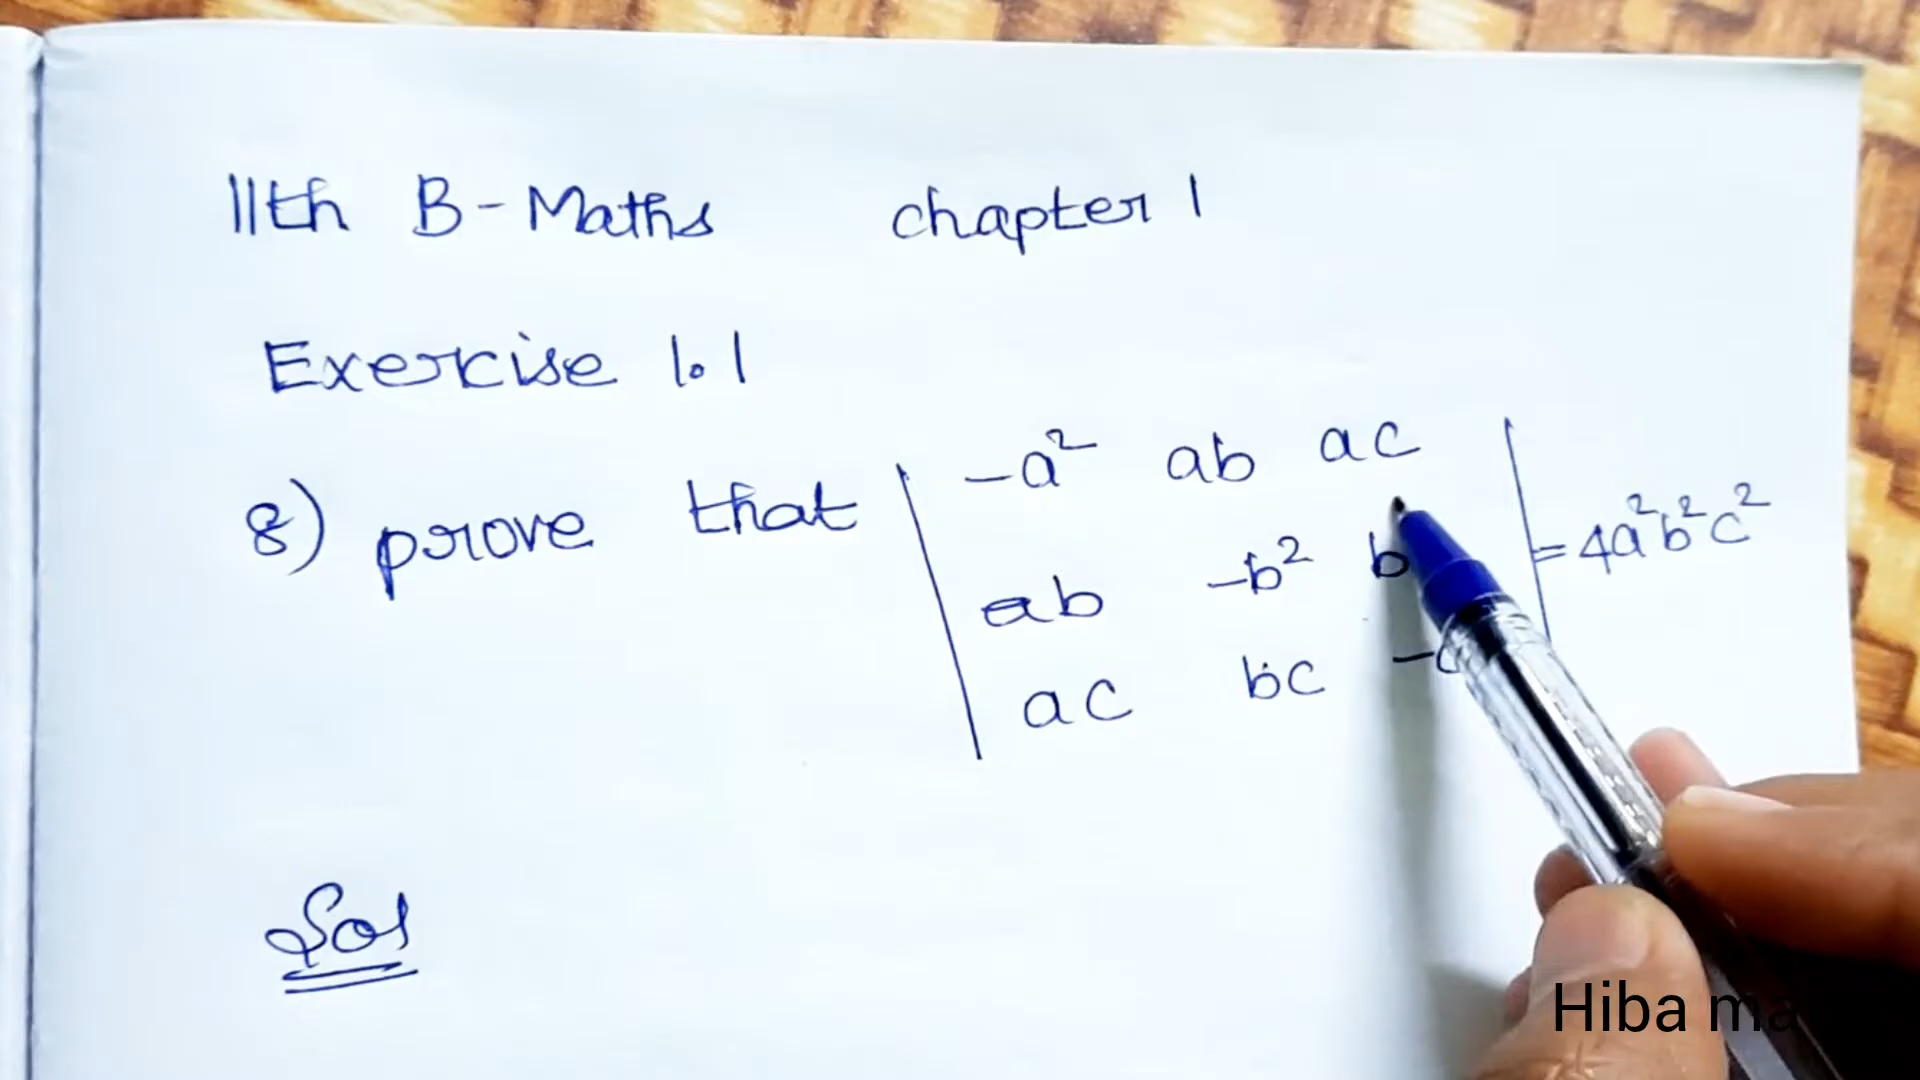 11th B-Maths chapter 1
Exercise 1.1
8) prove that | -a² ab ac | = 4a²b²c²
ab -b² b
ac bc -c
Sol
Hiba ma